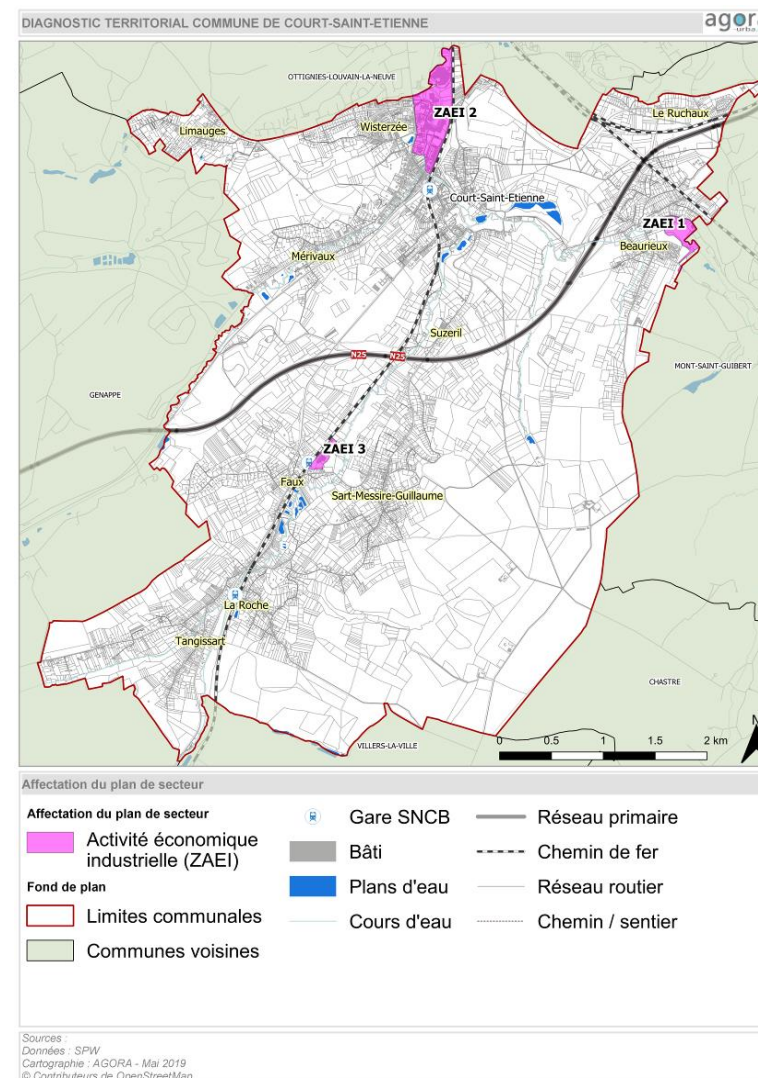 DIAGNOSTIC TERRITORIAL COMMUNE DE COURT-SAINT-ETIENNE
agora
urba
OTTIGNIES-LOUVAIN-LA-NEUVE
ZAEI 2
Le Ruchaux
Wisterzée
Limauges
Court-Saint-Etienne
ZAEI 1
Beaurieux
Mérivaux
Suzeril
N25
N25
MONT-SAINT-GUIBERT
GENAPPE
ZAEI 3
Faux
Sart-Messire-Guillaume
La Roche
Tangissart
CHASTRE
N
VILLERS-LA-VILLE
0 0.5 1 1.5 2 km
Affectation du plan de secteur
Affectation du plan de secteur
Activité économique
industrielle (ZAEI)
Fond de plan
Limites communales
Communes voisines
Gare SNCB
Bâti
Plans d'eau
Cours d'eau
Réseau primaire
Chemin de fer
Réseau routier
Chemin / sentier
Sources :
Données : SPW
Cartographie : AGORA - Mai 2019
© Contributeurs de OpenStreetMap